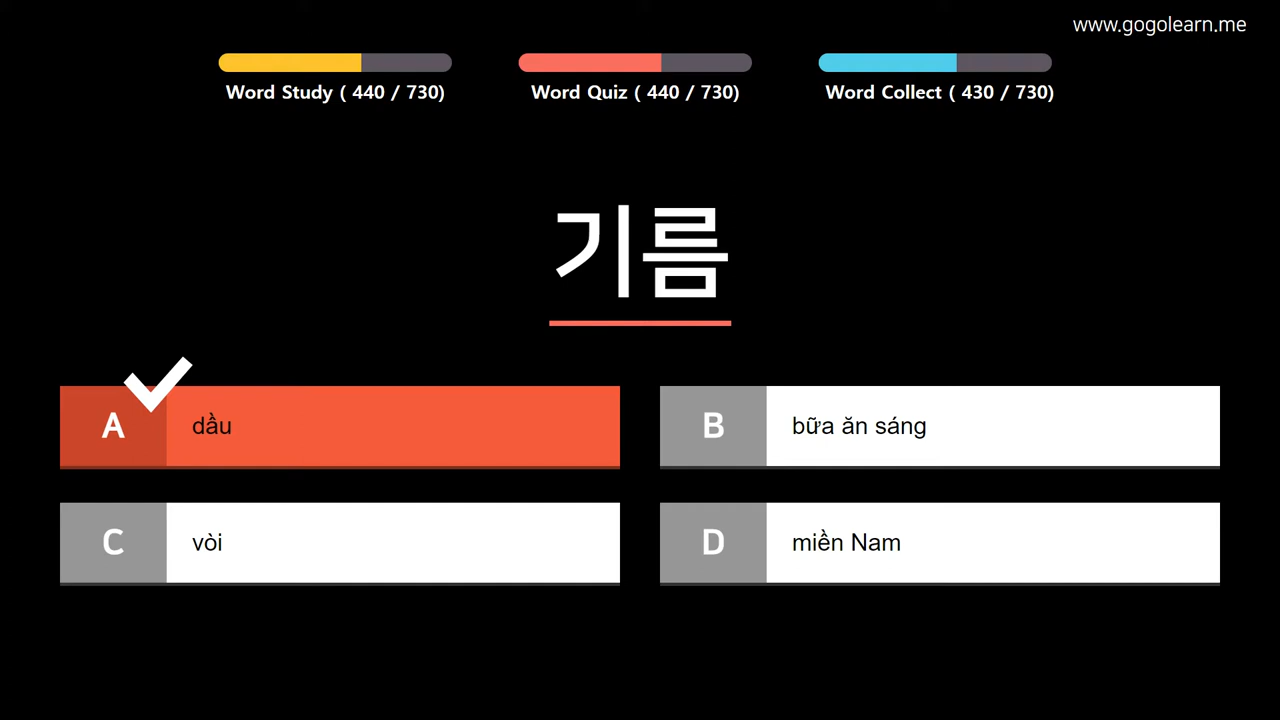 www.gogolearn.me
Word Study ( 440 / 730)
Word Quiz ( 440 / 730)
Word Collect ( 430 / 730)
기름
A dầu
B bữa ăn sáng
C vòi
D miền Nam